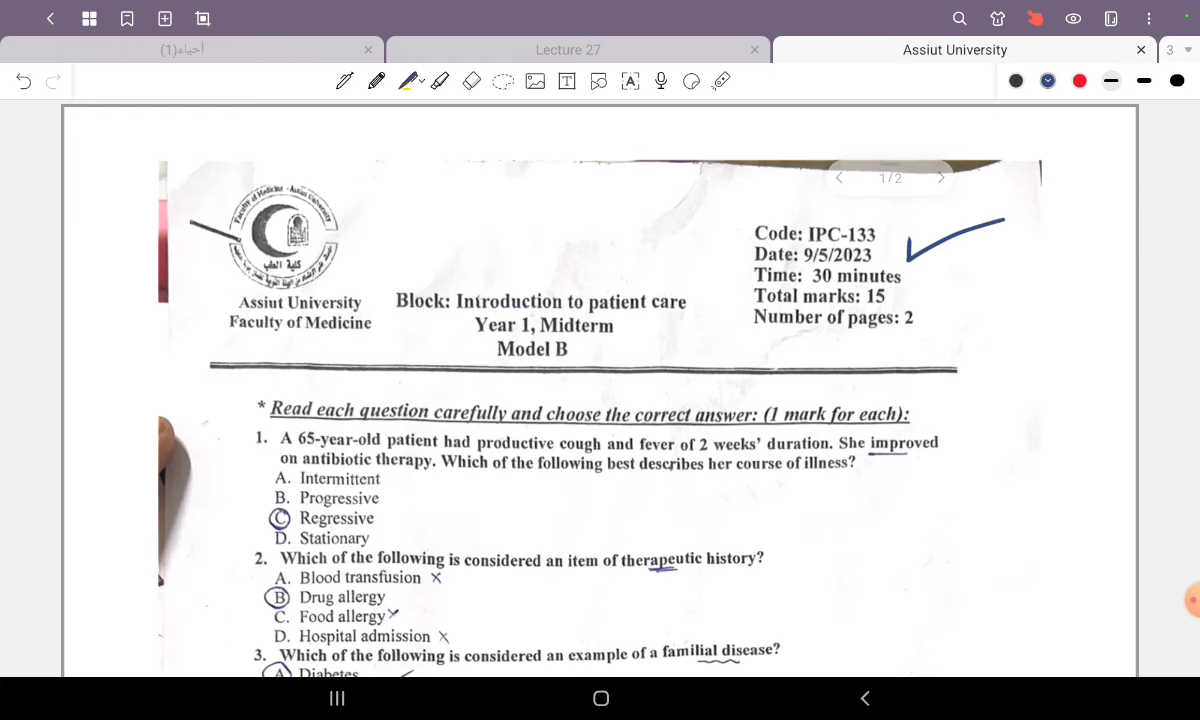 أحياء(1)
Lecture 27
Assiut University
3
1/2
Faculty of Medicine - Assiut University
كلية الطب
Code: IPC-133
Date: 9/5/2023
Time: 30 minutes
Total marks: 15
Number of pages: 2
Assiut University
Faculty of Medicine
Block: Introduction to patient care
Year 1, Midterm
Model B
* Read each question carefully and choose the correct answer: (1 mark for each):
1. A 65-year-old patient had productive cough and fever of 2 weeks' duration. She improved
on antibiotic therapy. Which of the following best describes her course of illness?
A. Intermittent
B. Progressive
C Regressive
D. Stationary
2. Which of the following is considered an item of therapeutic history?
A. Blood transfusion
B Drug allergy
C. Food allergy
D. Hospital admission
3. Which of the following is considered an example of a familial disease?
A Diabetes